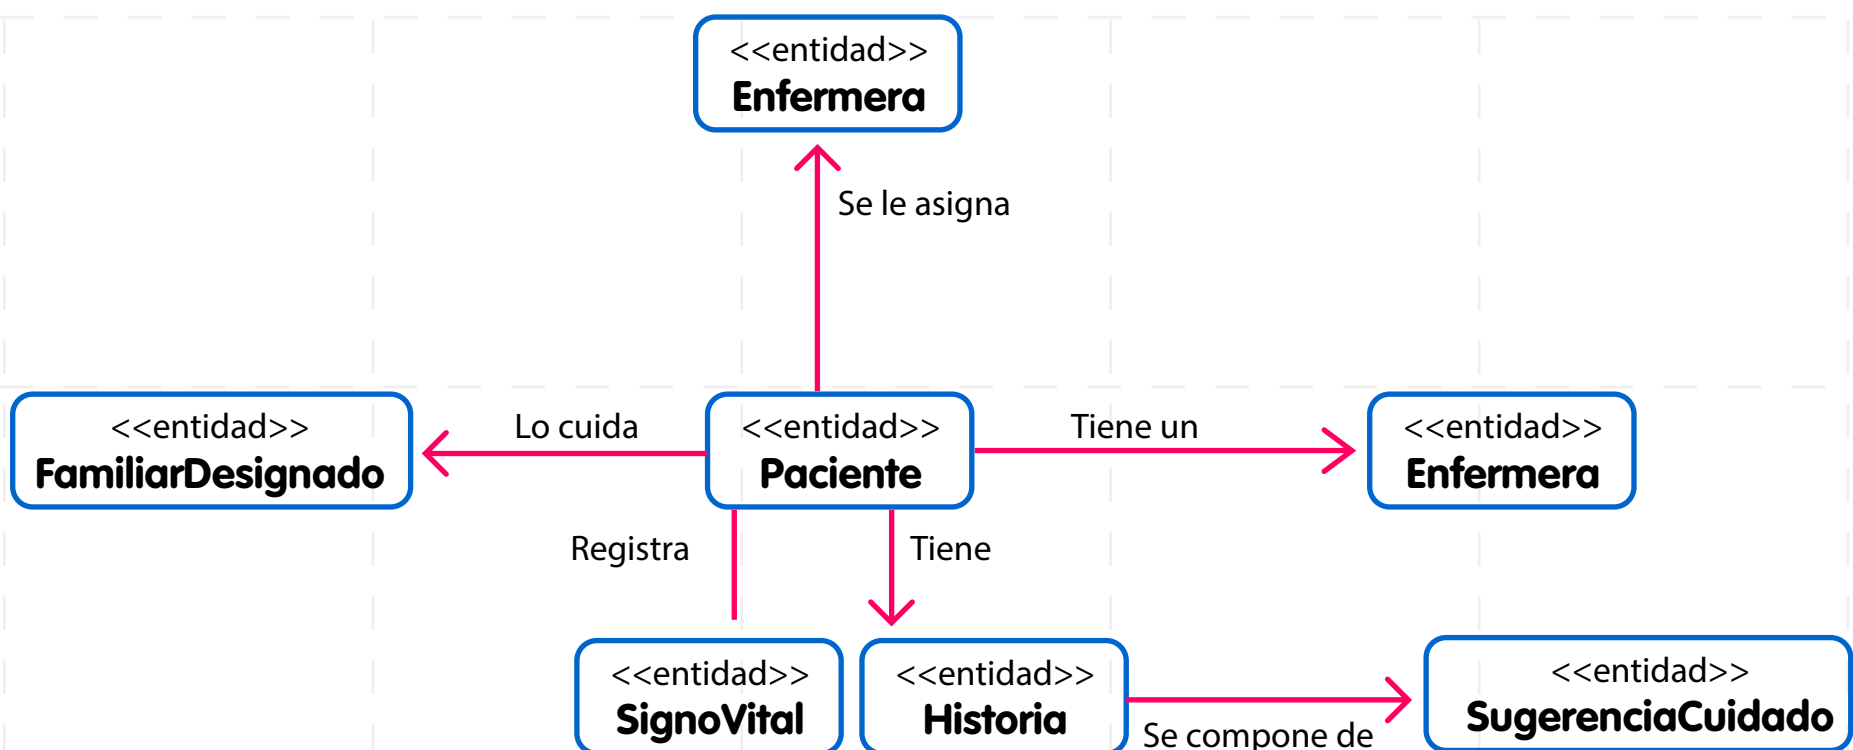 <<entidad>>
Enfermera
Se le asigna
<<entidad>>
FamiliarDesignado
Lo cuida
<<entidad>>
Paciente
Tiene un
<<entidad>>
Enfermera
Registra
Tiene
<<entidad>>
SignoVital
<<entidad>>
Historia
Se compone de
<<entidad>>
SugerenciaCuidado